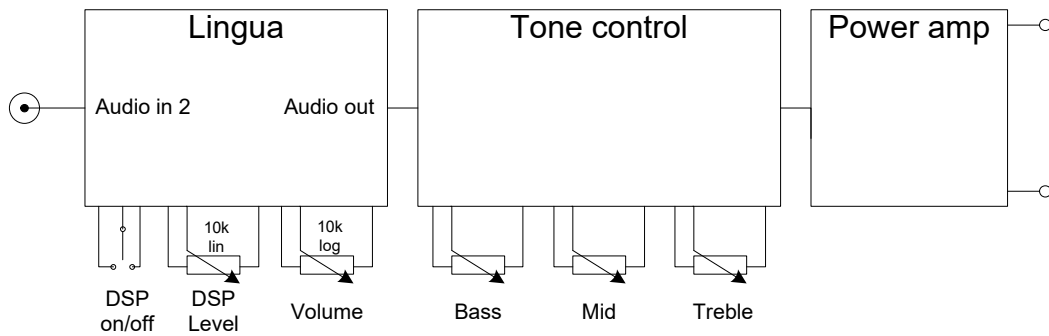 Lingua
Tone control
Power amp
Audio in 2
Audio out
10k
lin
10k
log
DSP
on/off
DSP
Level
Volume
Bass
Mid
Treble